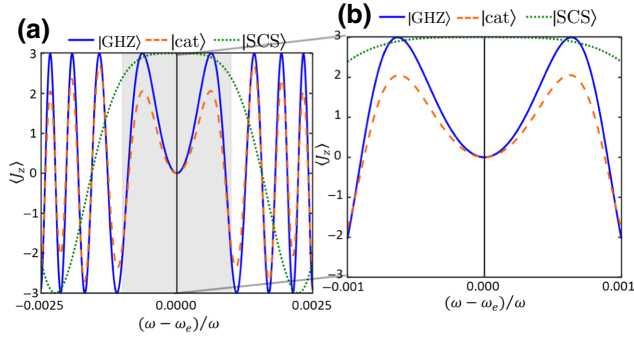 (a)
|GHZ⟩ |cat⟩ |SCS⟩
3
2
1
0
−1
−2
−3
⟨J_z⟩
−0.0025 0.0000 0.0025
(ω − ω_e)/ω
(b)
|GHZ⟩ |cat⟩ |SCS⟩
3
2
1
0
−1
−2
−3
⟨J_z⟩
−0.001 0.000 0.001
(ω − ω_e)/ω